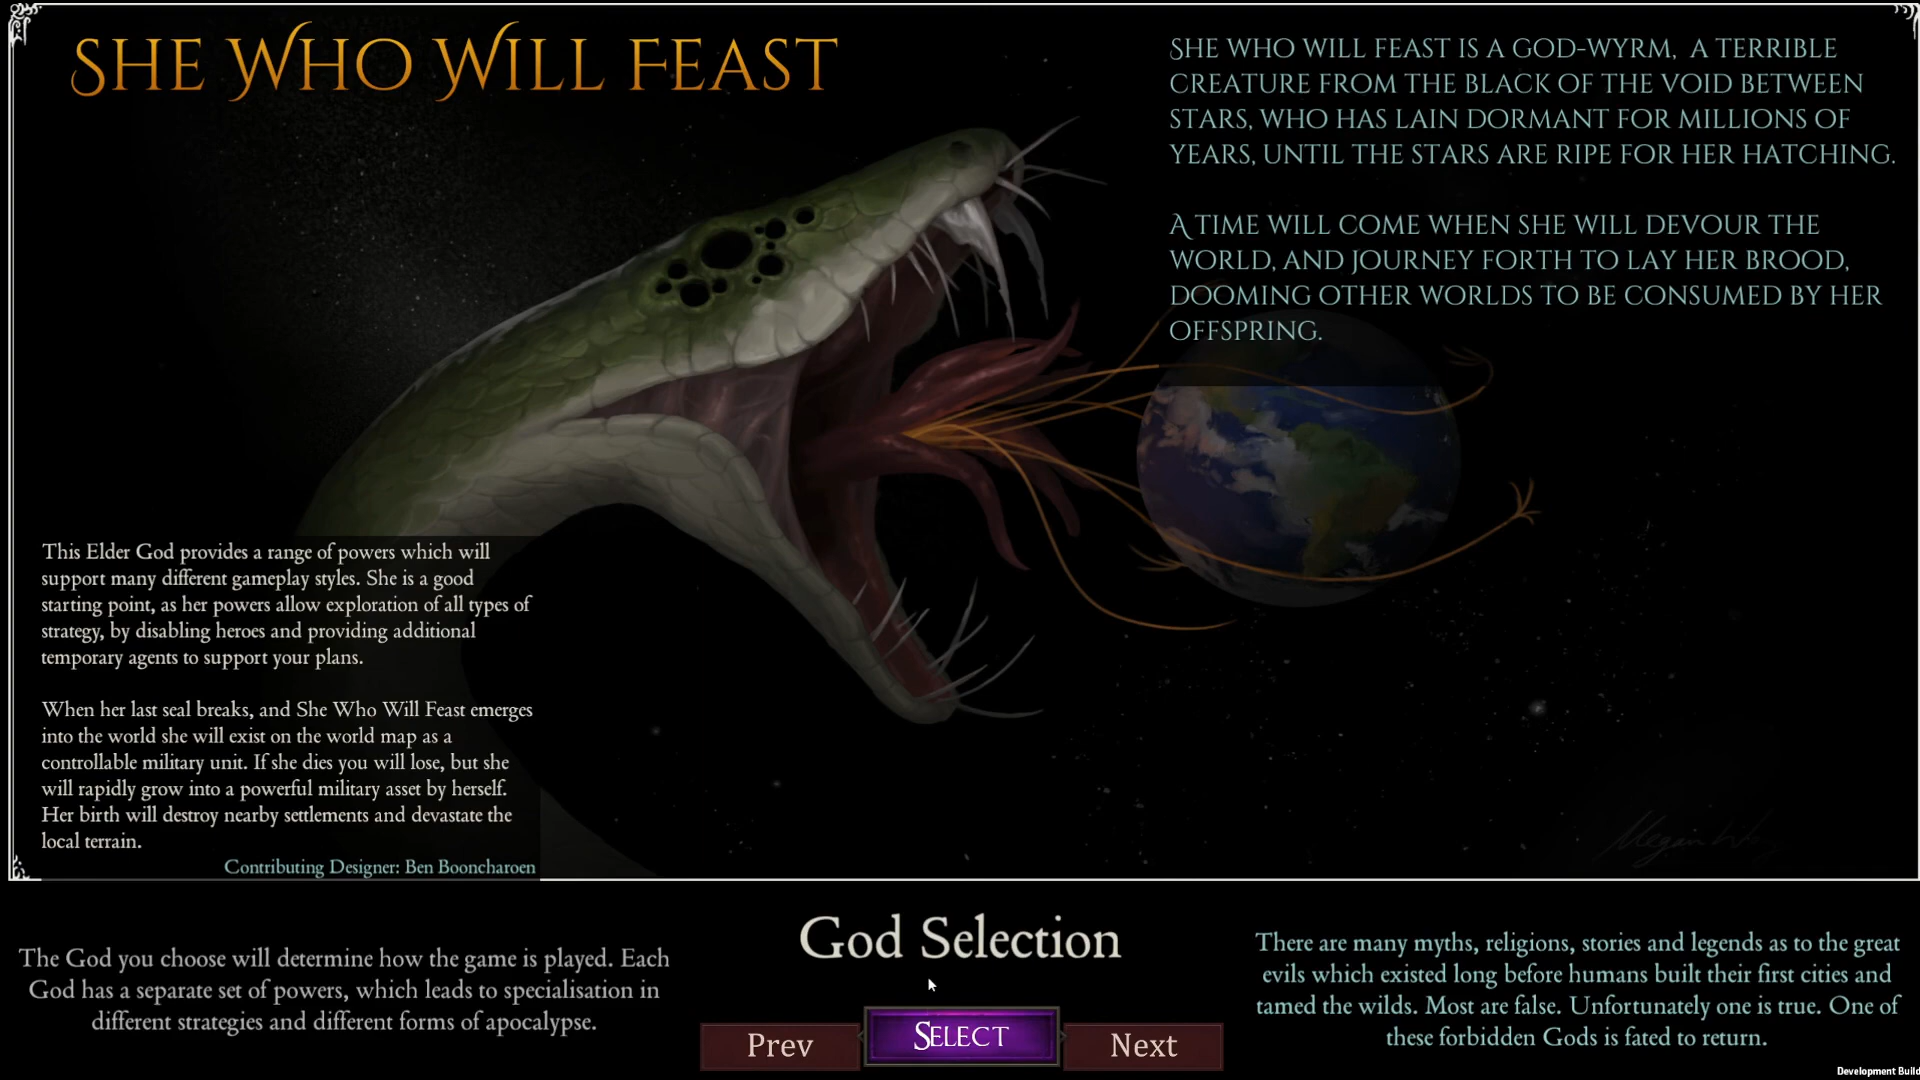 She Who Will Feast
She who will feast is a god-wyrm, a terrible
creature from the black of the void between
stars, who has lain dormant for millions of
years, until the stars are ripe for her hatching.
A time will come when she will devour the
world, and journey forth to lay her brood,
dooming other worlds to be consumed by her
offspring.
This Elder God provides a range of powers which will
support many different gameplay styles. She is a good
starting point, as her powers allow exploration of all types of
strategy, by disabling heroes and providing additional
temporary agents to support your plans.
When her last seal breaks, and She Who Will Feast emerges
into the world she will exist on the world map as a
controllable military unit. If she dies you will lose, but she
will rapidly grow into a powerful military asset by herself.
Her birth will destroy nearby settlements and devastate the
local terrain.
Contributing Designer: Ben Booncharoen
Megan
God Selection
The God you choose will determine how the game is played. Each
God has a separate set of powers, which leads to specialisation in
different strategies and different forms of apocalypse.
Prev
Select
Next
There are many myths, religions, stories and legends as to the great
evils which existed long before humans built their first cities and
tamed the wilds. Most are false. Unfortunately one is true. One of
these forbidden Gods is fated to return.
Development Build